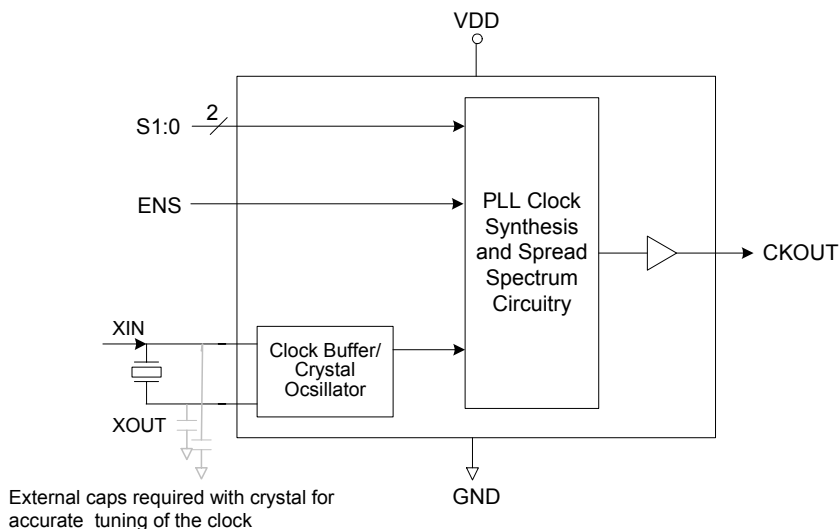 VDD
S1:0
2
ENS
PLL Clock
Synthesis
and Spread
Spectrum
Circuitry
CKOUT
XIN
Clock Buffer/
Crystal
Ocsillator
XOUT
GND
External caps required with crystal for
accurate tuning of the clock